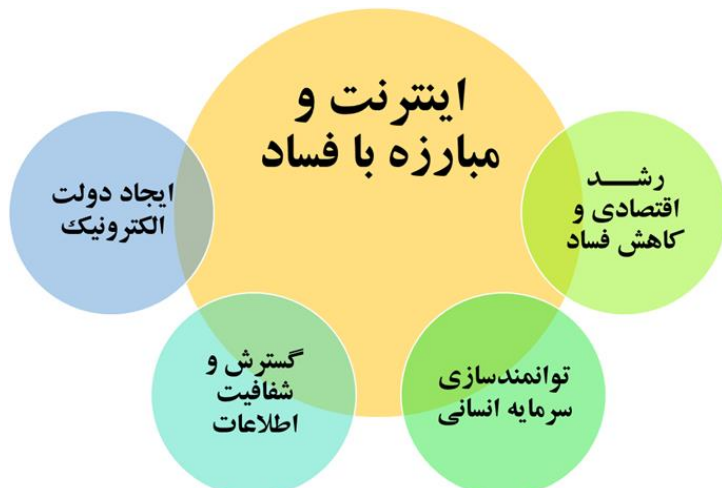 اینترنت و
مبارزه با فساد
رشـــد
اقتصادی و
کاهش فساد
توانمندسازی
سرمایه انسانی
گسترش و
شفافیت
اطلاعات
ایجاد دولت
الکترونیک